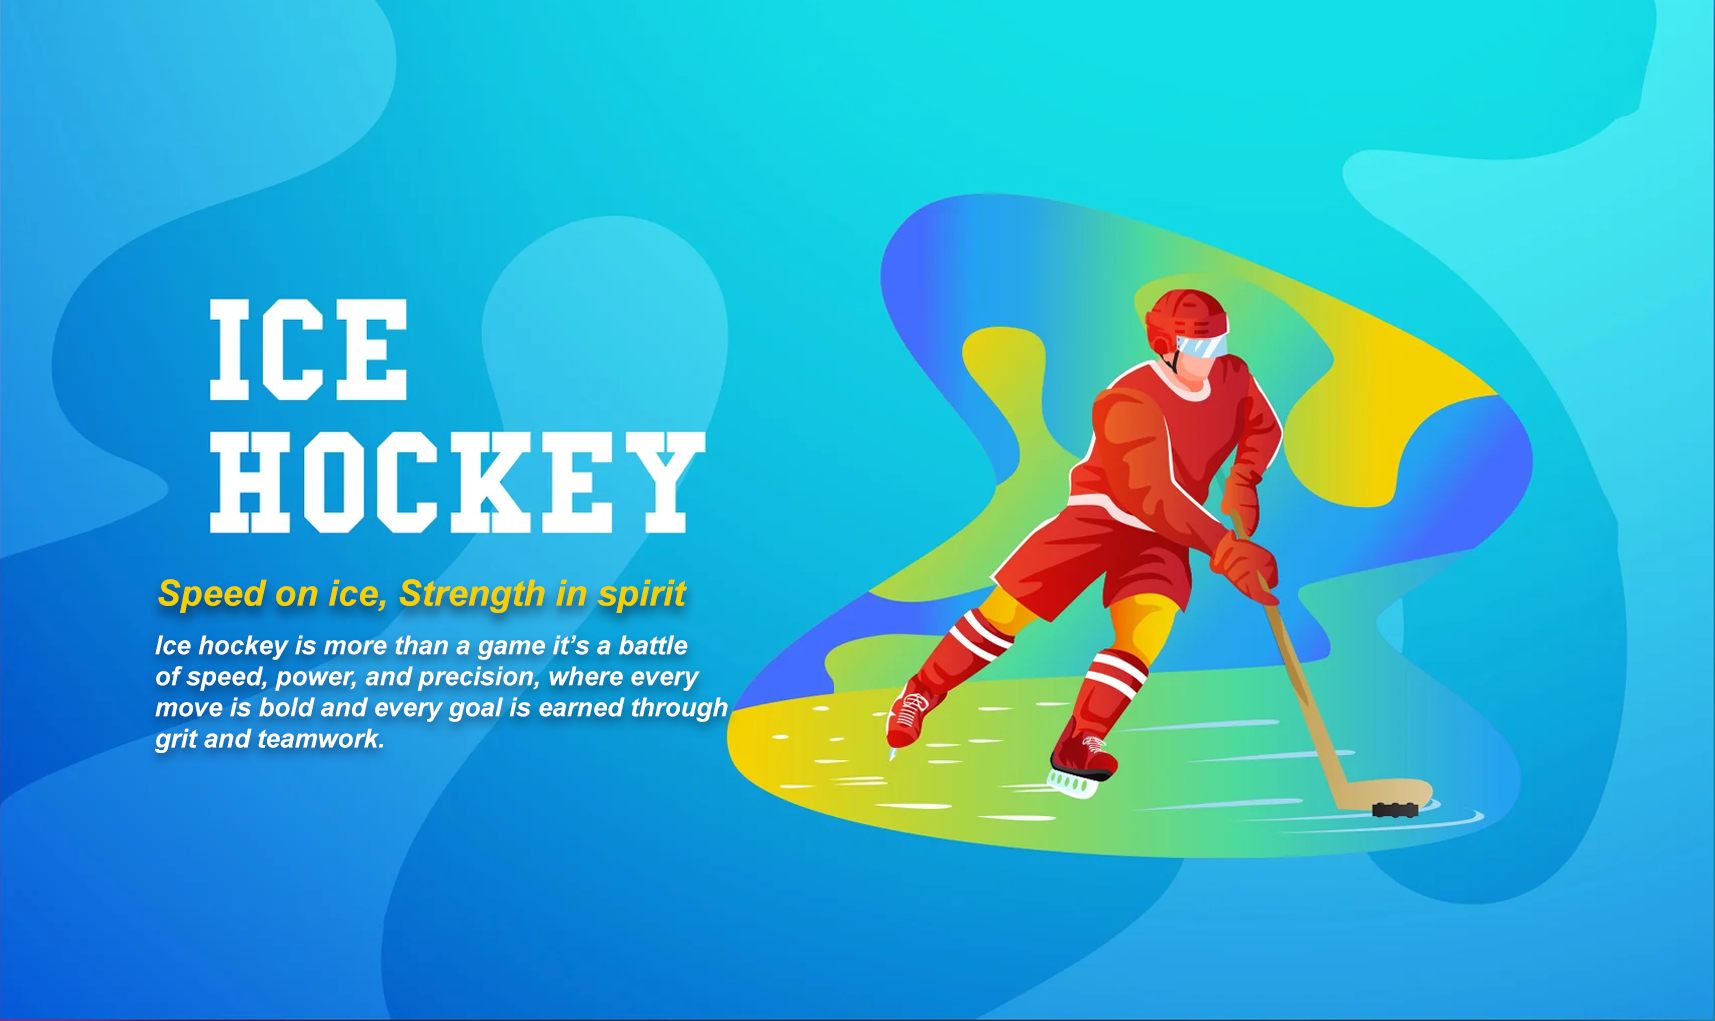 ICE
HOCKEY
Speed on ice, Strength in spirit
Ice hockey is more than a game it’s a battle
of speed, power, and precision, where every
move is bold and every goal is earned through
grit and teamwork.